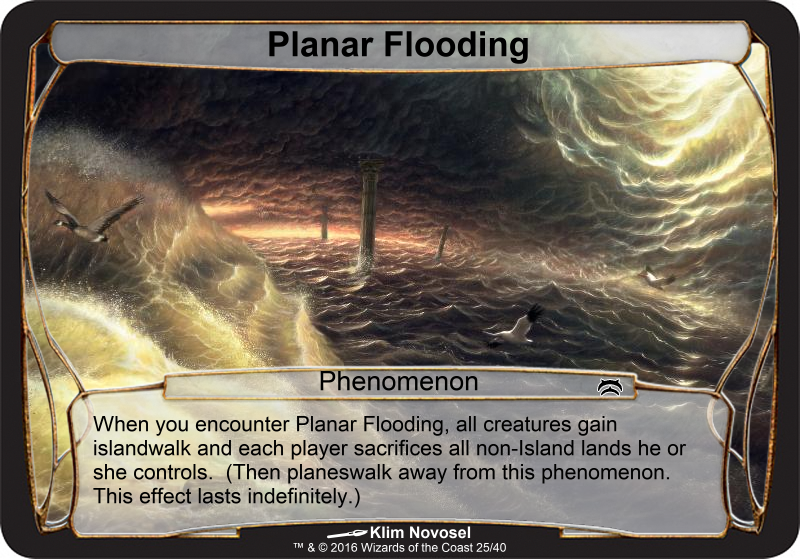 Planar Flooding
Phenomenon
When you encounter Planar Flooding, all creatures gain
islandwalk and each player sacrifices all non-Island lands he or
she controls.  (Then planeswalk away from this phenomenon.
This effect lasts indefinitely.)
Klim Novosel
™ & © 2016 Wizards of the Coast 25/40